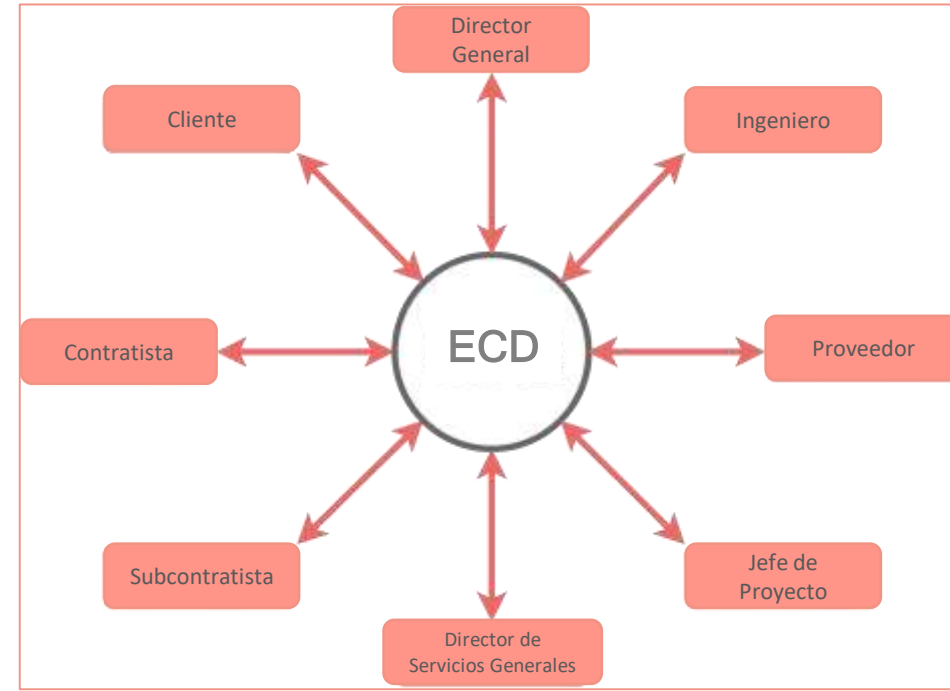 Director
General
Cliente
Ingeniero
ECD
Contratista
Proveedor
Subcontratista
Jefe de
Proyecto
Director de
Servicios Generales